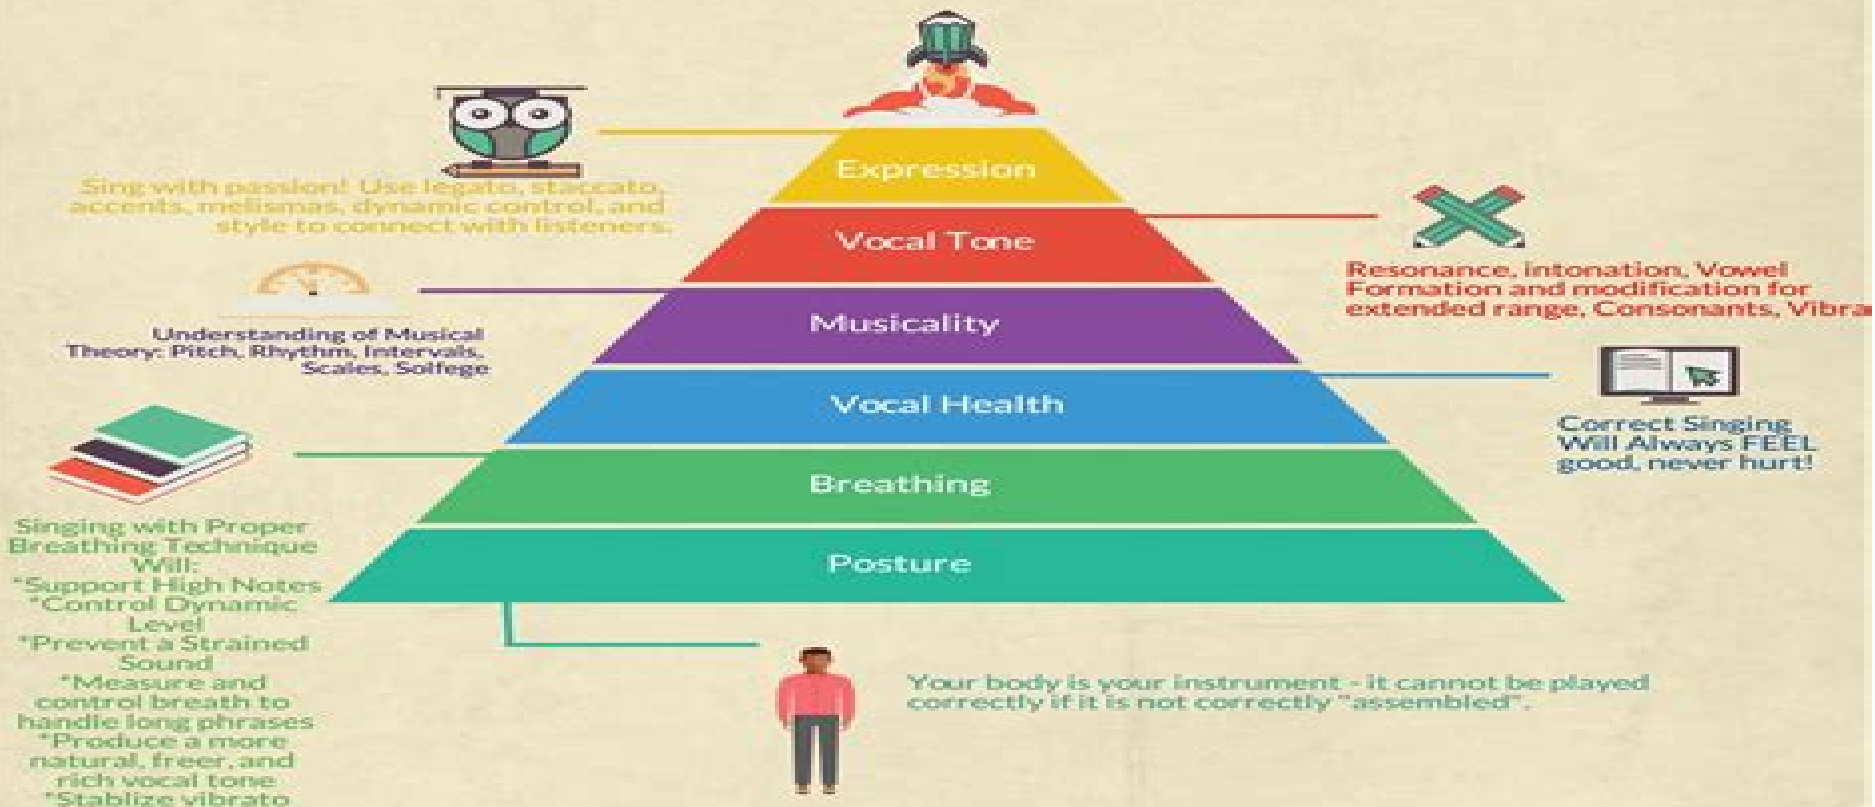 Expression
Sing with passion! Use legato, staccato,
accents, melismas, dynamic control, and
style to connect with listeners.
Vocal Tone
Resonance, intonation, Vowel
Formation and modification for
extended range, Consonants, Vibra
Musicality
Understanding of Musical
Theory: Pitch, Rhythm, Intervals,
Scales, Solfege
Vocal Health
Correct Singing
Will Always FEEL
good, never hurt!
Breathing
Singing with Proper
Breathing Technique
Will:
*Support High Notes
*Control Dynamic
Level
*Prevent a Strained
Sound
*Measure and
control breath to
handle long phrases
*Produce a more
natural, freer, and
rich vocal tone
*Stablize vibrato
Posture
Your body is your instrument - it cannot be played
correctly if it is not correctly "assembled".